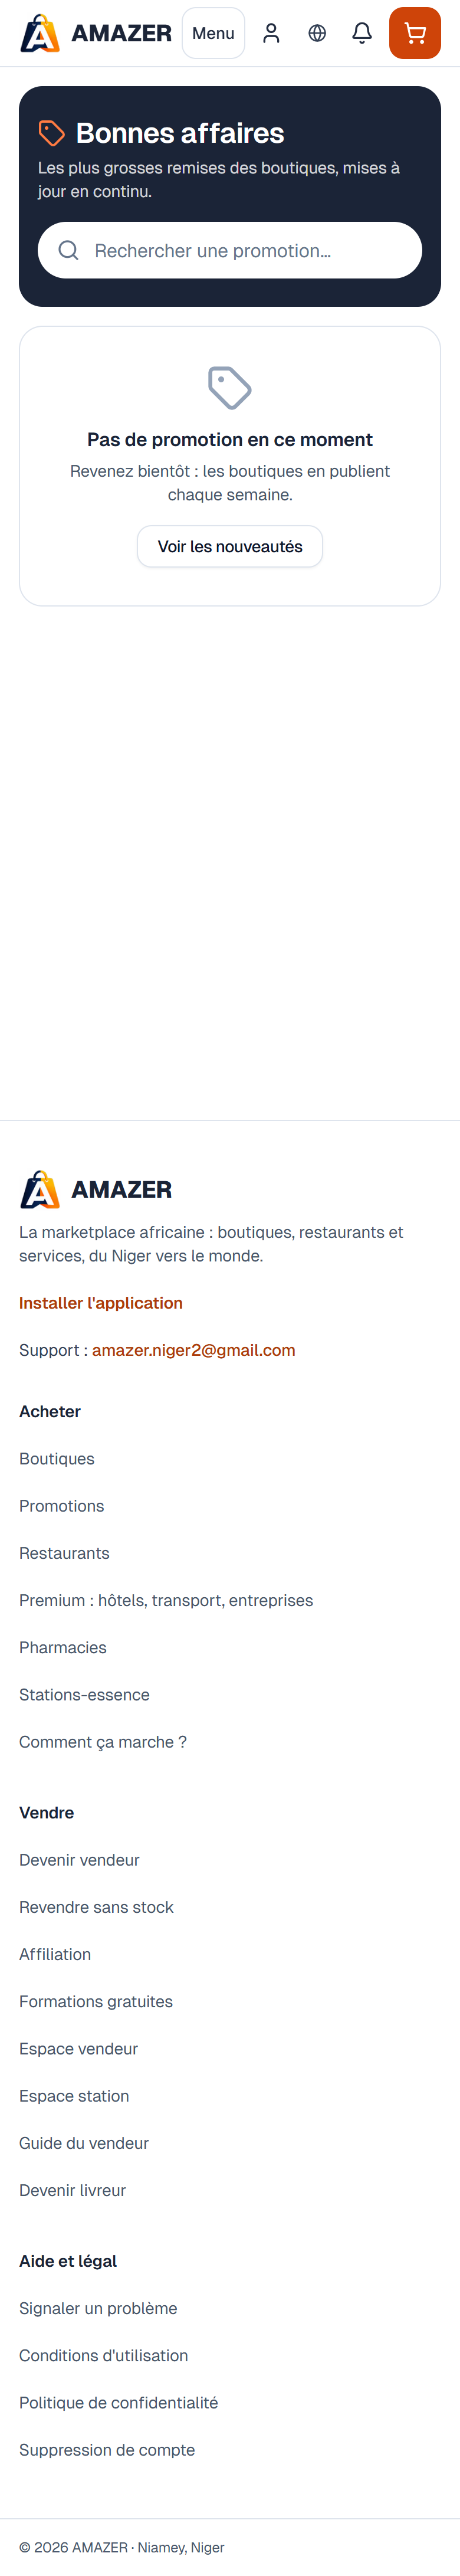 AMAZER
Menu
Bonnes affaires
Les plus grosses remises des boutiques, mises à
jour en continu.
Rechercher une promotion...
Pas de promotion en ce moment
Revenez bientôt : les boutiques en publient
chaque semaine.
Voir les nouveautés
AMAZER
La marketplace africaine : boutiques, restaurants et
services, du Niger vers le monde.
Installer l'application
Support : amazer.niger2@gmail.com
Acheter
Boutiques
Promotions
Restaurants
Premium : hôtels, transport, entreprises
Pharmacies
Stations-essence
Comment ça marche ?
Vendre
Devenir vendeur
Revendre sans stock
Affiliation
Formations gratuites
Espace vendeur
Espace station
Guide du vendeur
Devenir livreur
Aide et légal
Signaler un problème
Conditions d'utilisation
Politique de confidentialité
Suppression de compte
© 2026 AMAZER · Niamey, Niger